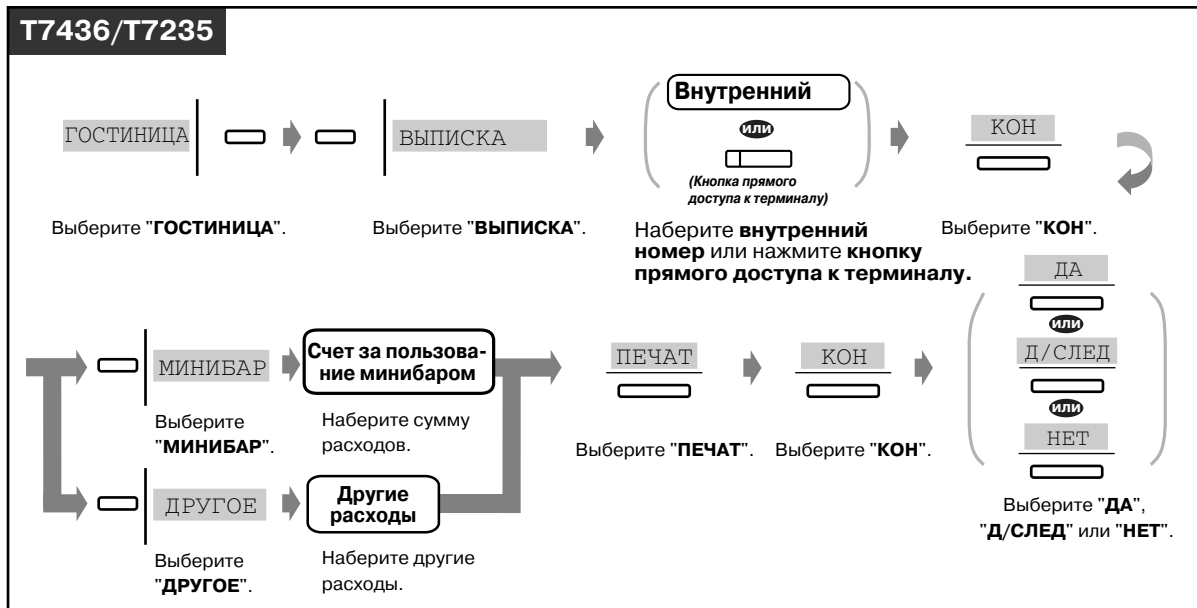 T7436/T7235
ГОСТИНИЦА
ВЫПИСКА
Внутренний
или
(Кнопка прямого
доступа к терминалу)
КОН
Выберите "ГОСТИНИЦА".
Выберите "ВЫПИСКА".
Наберите внутренний
номер или нажмите кнопку
прямого доступа к терминалу.
Выберите "КОН".
МИНИБАР
Счет за пользова-
ние минибаром
Выберите
"МИНИБАР".
Наберите сумму
расходов.
ДРУГОЕ
Другие
расходы
Выберите
"ДРУГОЕ".
Наберите другие
расходы.
ПЕЧАТ
Выберите "ПЕЧАТ".
КОН
Выберите "КОН".
ДА
или
Д/СЛЕД
или
НЕТ
Выберите "ДА",
"Д/СЛЕД" или "НЕТ".